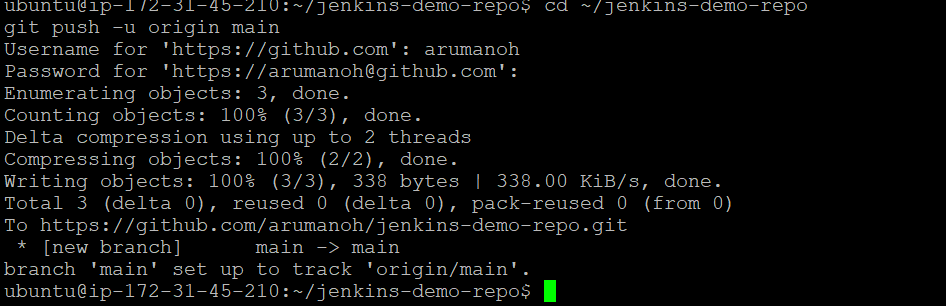 ubuntu@ip-172-31-45-210:~/jenkins-demo-repo$ cd ~/jenkins-demo-repo
git push -u origin main
Username for 'https://github.com': arumanoh
Password for 'https://arumanoh@github.com':
Enumerating objects: 3, done.
Counting objects: 100% (3/3), done.
Delta compression using up to 2 threads
Compressing objects: 100% (2/2), done.
Writing objects: 100% (3/3), 338 bytes | 338.00 KiB/s, done.
Total 3 (delta 0), reused 0 (delta 0), pack-reused 0 (from 0)
To https://github.com/arumanoh/jenkins-demo-repo.git
 * [new branch]      main -> main
branch 'main' set up to track 'origin/main'.
ubuntu@ip-172-31-45-210:~/jenkins-demo-repo$